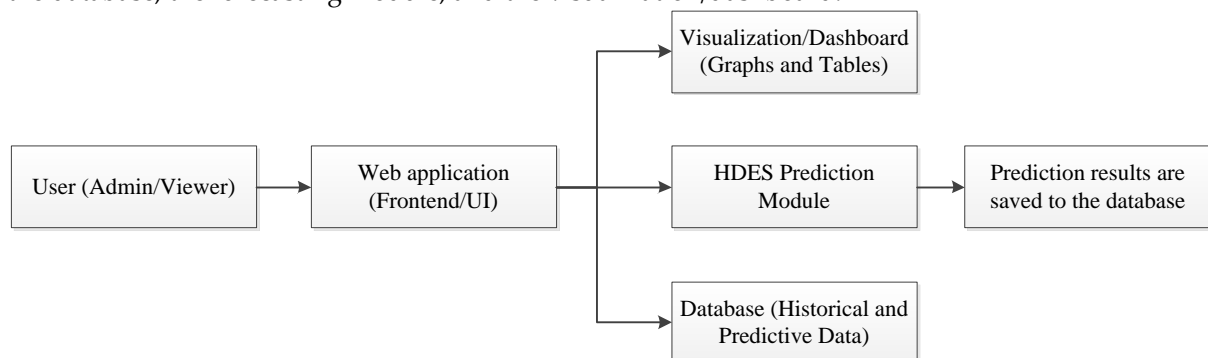 Visualization/Dashboard
(Graphs and Tables)
User (Admin/Viewer)
Web application
(Frontend/UI)
HDES Prediction
Module
Prediction results are
saved to the database
Database (Historical and
Predictive Data)